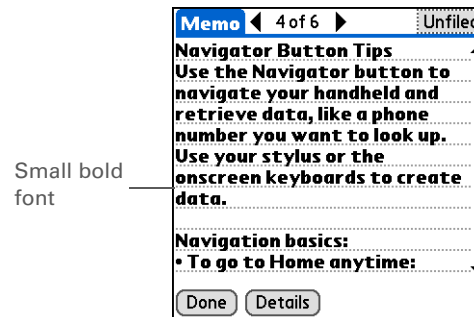 Memo 4 of 6
Navigator Button Tips
Use the Navigator button to
navigate your handheld and
retrieve data, like a phone
number you want to look up.
Use your stylus or the
onscreen keyboards to create
data.
Navigation basics:
• To go to Home anytime:
Done Details
Small bold
font